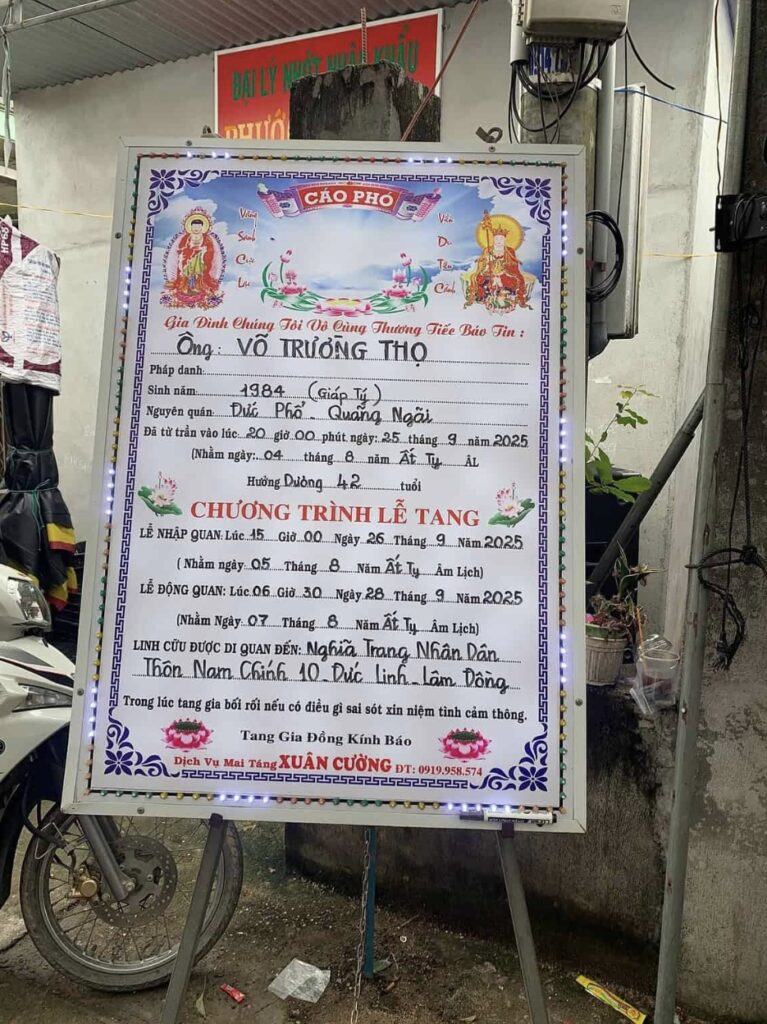 ĐẠI LÝ NHỚT NHẬP KHẨU
CÁO PHÓ
Vãng Sanh Cực Lạc
Vân Du Tiên Cảnh
Gia Đình Chúng Tôi Vô Cùng Thương Tiếc Báo Tin :
Ông: VÕ TRƯỜNG THỌ
Pháp danh:
Sinh năm: 1984 (Giáp Tý)
Nguyên quán: Đức Phổ - Quãng Ngãi
Đã từ trần vào lúc 20 giờ 00 phút ngày: 25 tháng 9 năm 2025
(Nhằm ngày: 04 tháng 8 năm Ất Tỵ ÂL
Hưởng Dương 42 tuổi
CHƯƠNG TRÌNH LỄ TANG
LỄ NHẬP QUAN: Lúc 15 Giờ 00 Ngày 26 Tháng 9 Năm 2025
( Nhằm ngày 05 Tháng 8 Năm Ất Tỵ Âm Lịch)
LỄ ĐỘNG QUAN: Lúc 06 Giờ 30 Ngày 28 Tháng 9 Năm 2025
(Nhằm Ngày 07 Tháng 8 Năm Ất Tỵ Âm Lịch)
LINH CỮU ĐƯỢC DI QUAN ĐẾN: Nghĩa Trang Nhân Dân
Thôn Nam Chính 10 - Đức Linh - Lâm Đồng
Trong lúc tang gia bối rối nếu có điều gì sai sót xin niệm tình cảm thông.
Tang Gia Đồng Kính Báo
Dịch Vụ Mai Táng XUÂN CƯỜNG ĐT: 0919.958.574